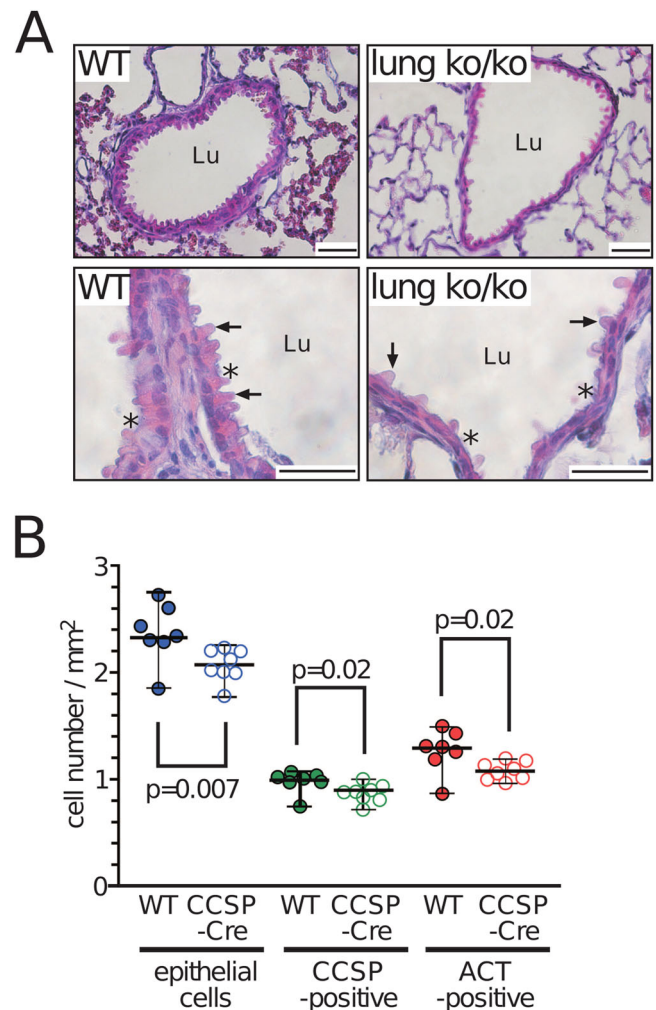 A
WT
lung ko/ko
Lu
Lu
WT
lung ko/ko
Lu
Lu
*
*
*
*
B
cell number / mm²
3
2
1
0
p=0.007
p=0.02
p=0.02
WT CCSP -Cre
WT CCSP -Cre
WT CCSP -Cre
epithelial
cells
CCSP
-positive
ACT
-positive